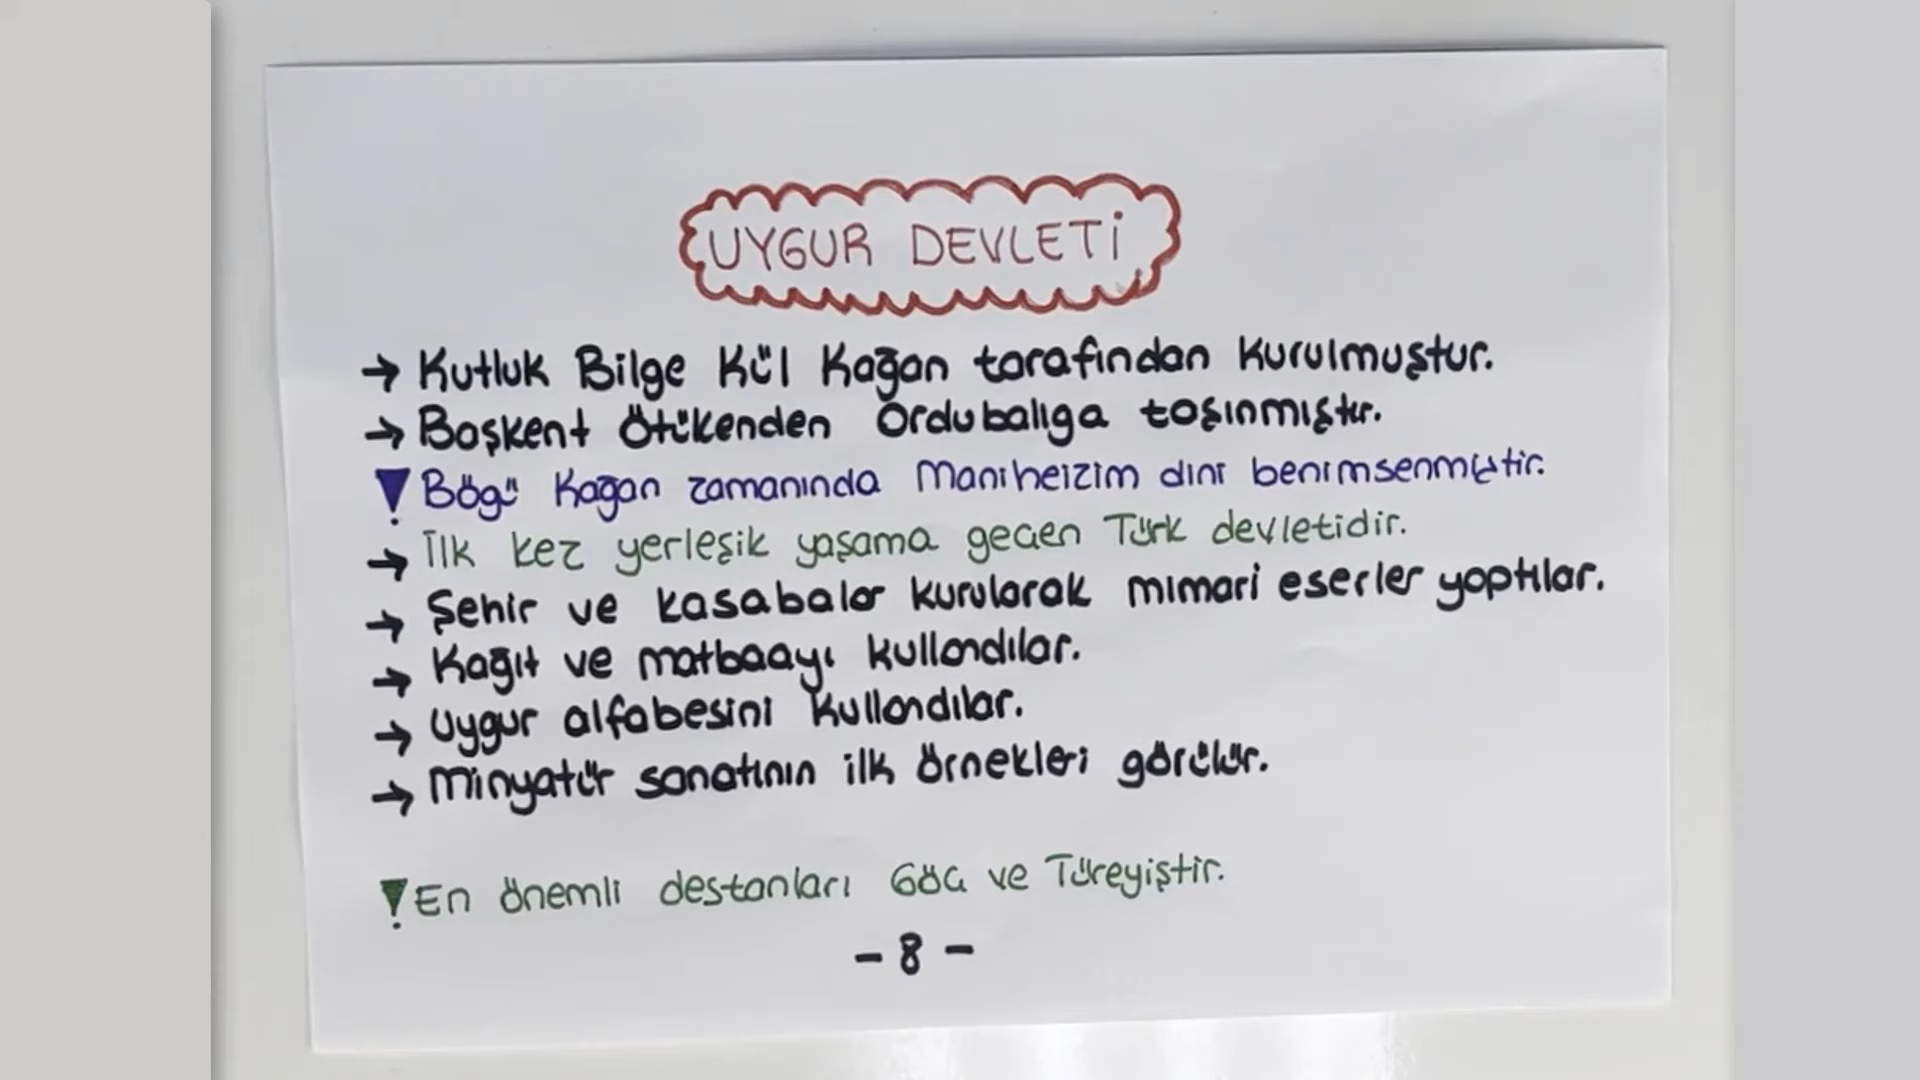 UYGUR DEVLETİ
→ Kutluk Bilge Kül Kağan tarafından kurulmuştur.
→ Başkent Ötükenden Ordubalıga taşınmıştır.
! Bögü Kağan zamanında Maniheizim dini benimsenmiştir.
→ İlk kez yerleşik yaşama geçen Türk devletidir.
→ Şehir ve kasabalar kurularak mimari eserler yaptılar.
→ Kağıt ve matbaayı kullandılar.
→ Uygur alfabesini kullandılar.
→ Minyatür sanatının ilk örnekleri görülür.
! En önemli destanları Göç ve Türeyiştir.
- 8 -